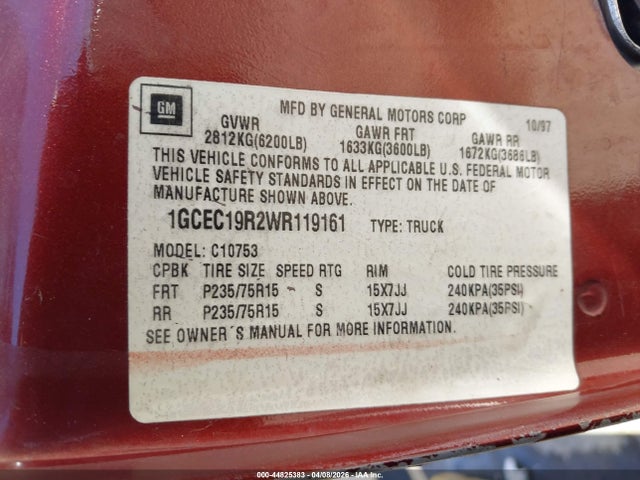 GM
MFD BY GENERAL MOTORS CORP 10/97
GVWR GAWR FRT GAWR RR
2812KG(6200LB) 1633KG(3600LB) 1672KG(3686LB)
THIS VEHICLE CONFORMS TO ALL APPLICABLE U.S. FEDERAL MOTOR
VEHICLE SAFETY STANDARDS IN EFFECT ON THE DATE OF
MANUFACTURE SHOWN ABOVE.
1GCEC19R2WR119161 TYPE: TRUCK
MODEL: C10753
CPBK TIRE SIZE SPEED RTG RIM COLD TIRE PRESSURE
FRT P235/75R15 S 15X7JJ 240KPA(35PSI)
RR P235/75R15 S 15X7JJ 240KPA(35PSI)
SEE OWNER'S MANUAL FOR MORE INFORMATION.
000-44825383 - 04/08/2026 - IAAI.com